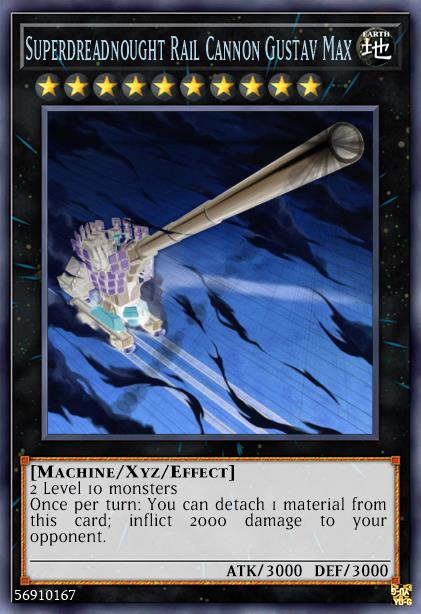 Superdreadnought Rail Cannon Gustav Max
EARTH
地
[Machine/Xyz/Effect]
2 Level 10 monsters
Once per turn: You can detach 1 material from
this card; inflict 2000 damage to your
opponent.
ATK/3000 DEF/3000
56910167